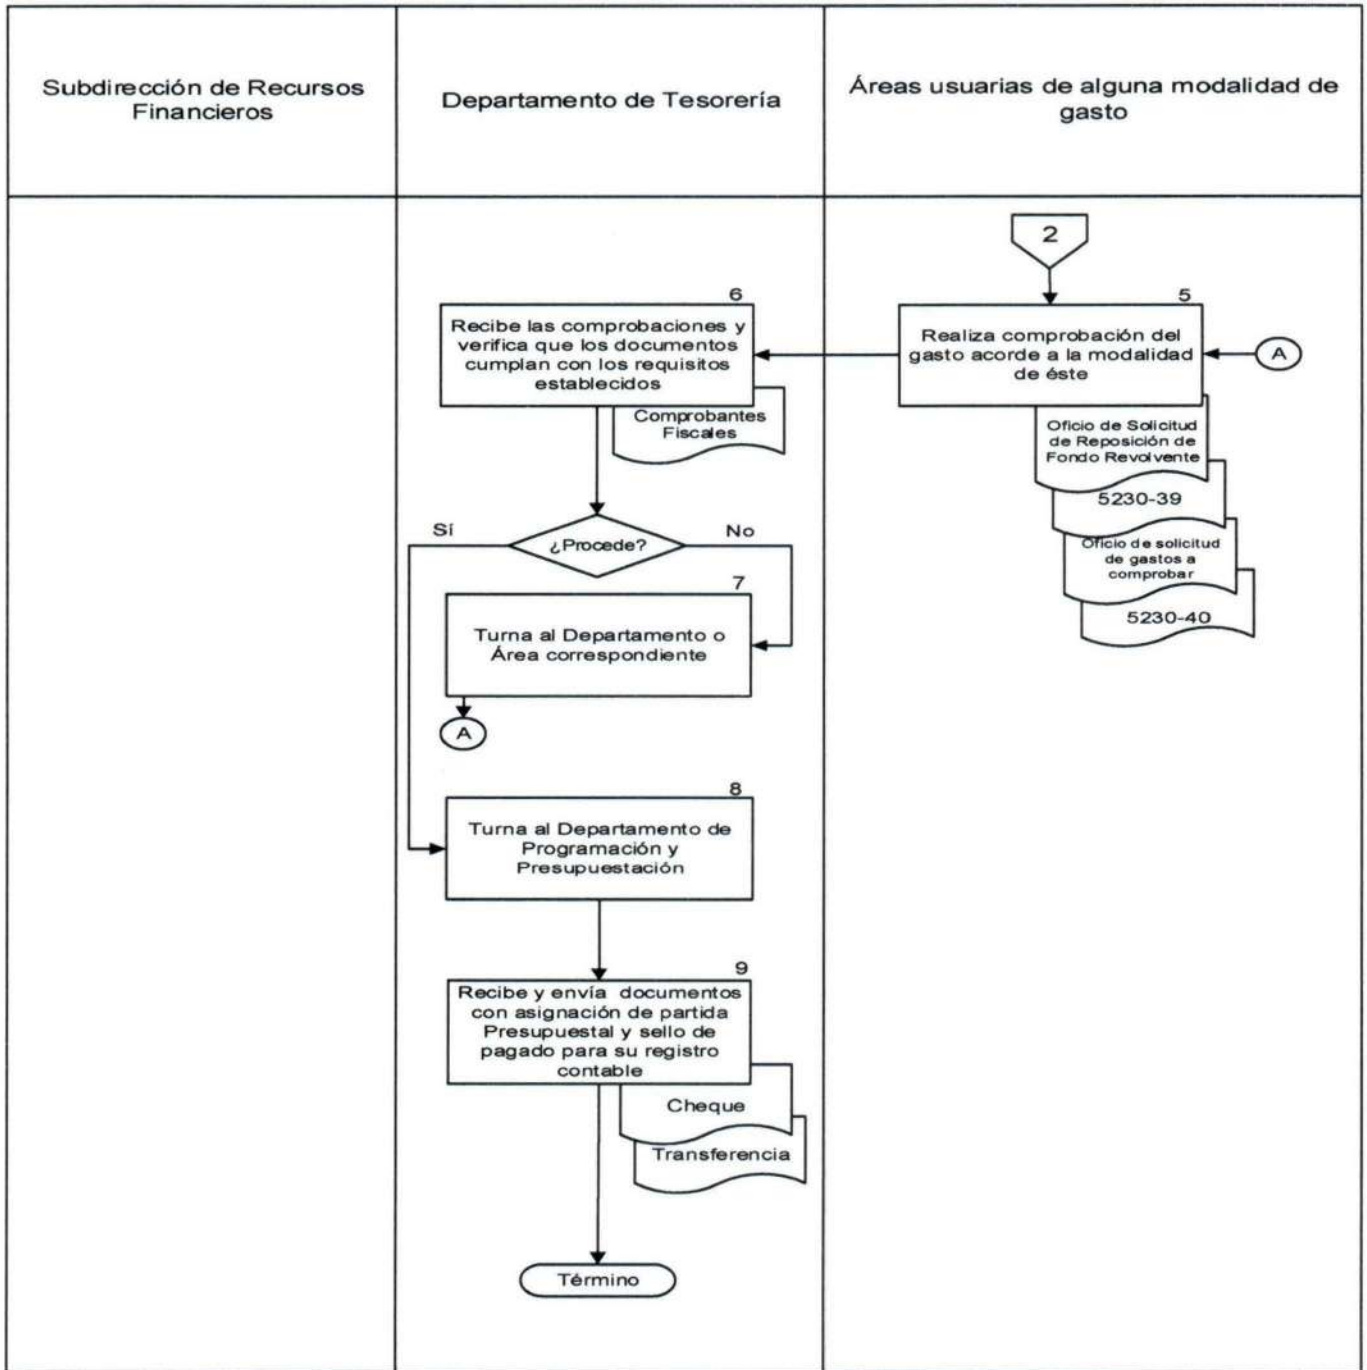 Subdirección de Recursos
Financieros
Departamento de Tesorería
Áreas usuarias de alguna modalidad de
gasto
2
5
Realiza comprobación del
gasto acorde a la modalidad
de éste
A
Oficio de Solicitud
de Reposición de
Fondo Revolvente
5230-39
Oficio de solicitud
de gastos a
comprobar
5230-40
6
Recibe las comprobaciones y
verifica que los documentos
cumplan con los requisitos
establecidos
Comprobantes
Fiscales
¿Procede?
Sí
No
7
Turna al Departamento o
Área correspondiente
A
8
Turna al Departamento de
Programación y
Presupuestación
9
Recibe y envía documentos
con asignación de partida
Presupuestal y sello de
pagado para su registro
contable
Cheque
Transferencia
Término